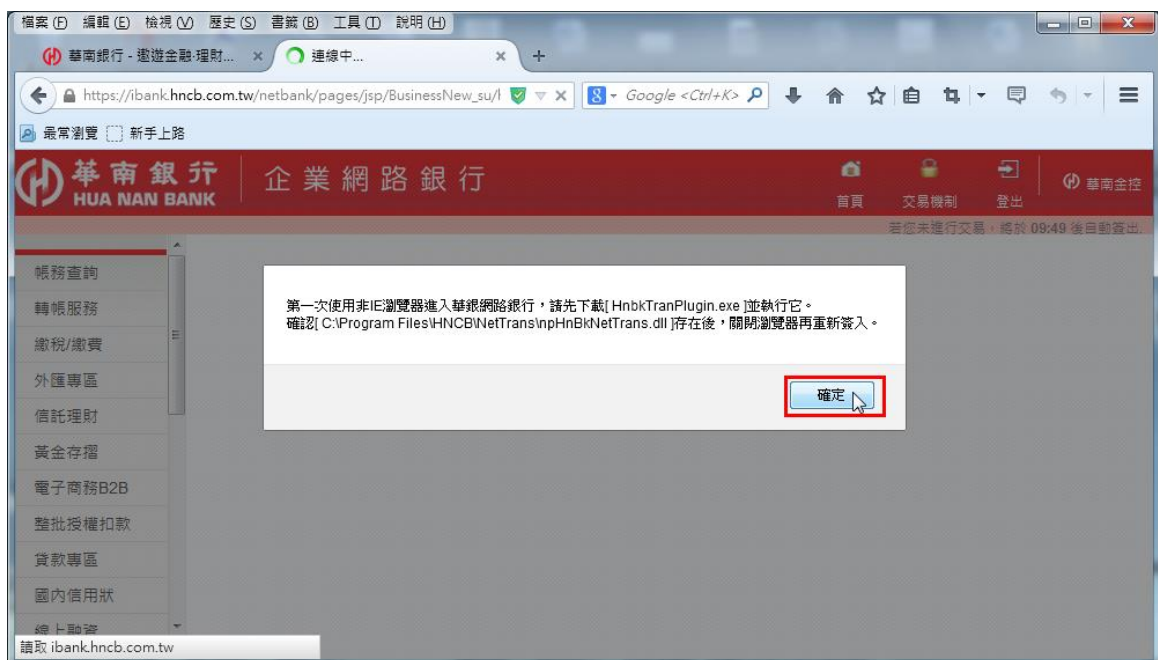 檔案(F) 編輯(E) 檢視(V) 歷史(S) 書籤(B) 工具(T) 說明(H)
華南銀行 - 遨遊金融‧理財...
連線中...
https://ibank.hncb.com.tw/netbank/pages/jsp/BusinessNew_su/
Google <Ctrl+K>
最常瀏覽 新手上路
華南銀行 企業網路銀行
HUA NAN BANK
首頁 交易機制 登出 華南金控
若您未進行交易,將於 09:49 後自動簽出.
帳務查詢
轉帳服務
繳稅/繳費
外匯專區
信託理財
黃金存摺
電子商務B2B
整批授權扣款
貸款專區
國內信用狀
線上融資
第一次使用非IE瀏覽器進入華銀網路銀行,請先下載[ HnbkTranPlugin.exe ]並執行它。
確認[ C:\Program Files\HNCB\NetTrans\npHnBkNetTrans.dll ]存在後,關閉瀏覽器再重新簽入。
確定
讀取 ibank.hncb.com.tw